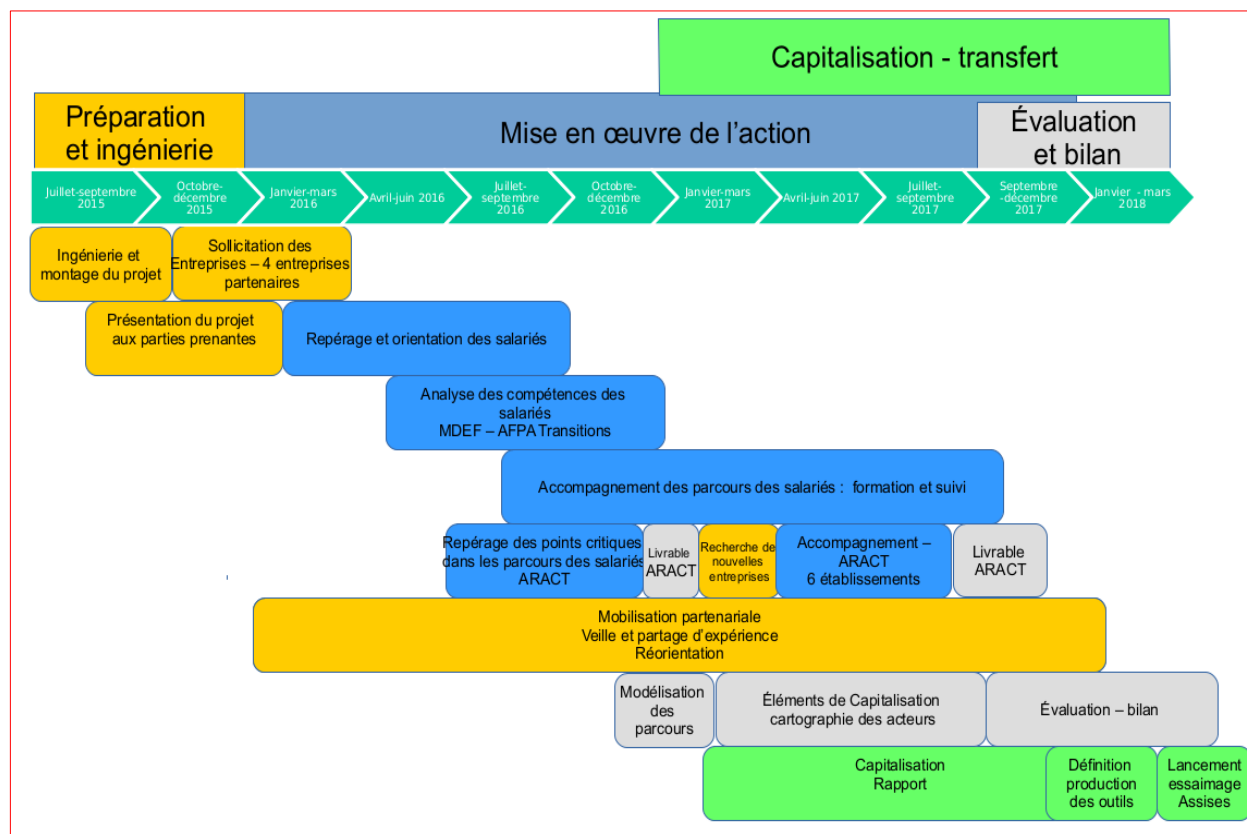 Capitalisation - transfert
Préparation
et ingénierie
Mise en œuvre de l’action
Évaluation
et bilan
Juillet-septembre
2015
Octobre-
décembre
2015
Janvier-mars
2016
Avril-juin 2016
Juillet-
septembre
2016
Octobre-
décembre
2016
Janvier-mars
2017
Avril-juin 2017
Juillet-
septembre
2017
Septembre
-décembre
2017
Janvier - mars
2018
Ingénierie et
montage du projet
Sollicitation des
Entreprises – 4 entreprises
partenaires
Présentation du projet
aux parties prenantes
Repérage et orientation des salariés
Analyse des compétences des
salariés
MDEF – AFPA Transitions
Accompagnement des parcours des salariés : formation et suivi
Repérage des points critiques
dans les parcours des salariés
ARACT
Livrable
ARACT
Recherche de
nouvelles
entreprises
Accompagnement –
ARACT
6 établissements
Livrable
ARACT
Mobilisation partenariale
Veille et partage d’expérience
Réorientation
Modélisation
des
parcours
Éléments de Capitalisation
cartographie des acteurs
Évaluation – bilan
Capitalisation
Rapport
Définition
production
des outils
Lancement
essaimage
Assises